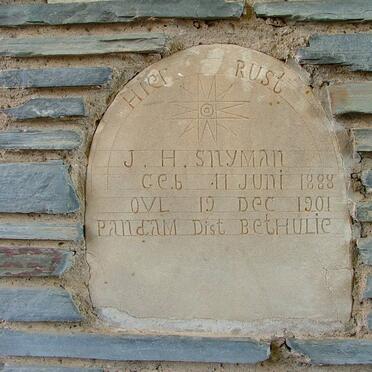 Hier RUST
J. H. SNYMAN
Geb 11 Juni 1888
OVL 19 DEC 1901
PANDAM Dist BETHULIE